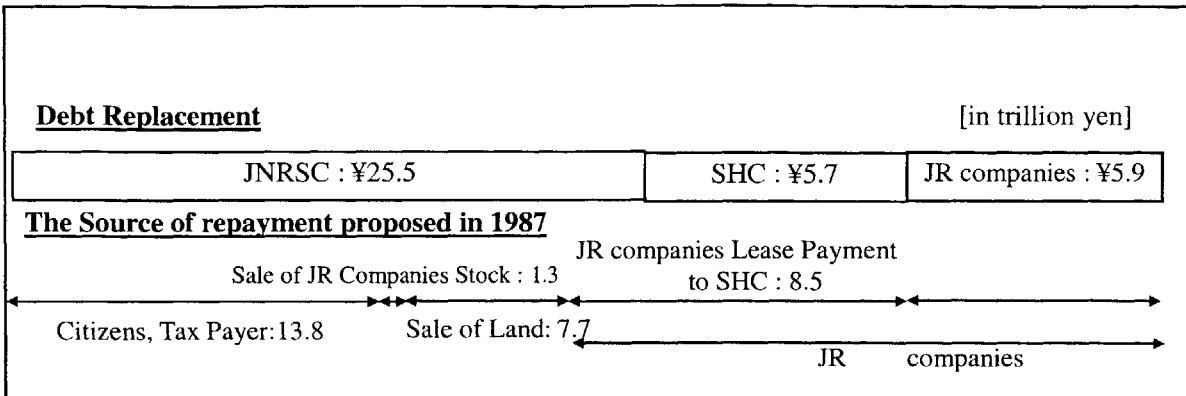 Debt Replacement [in trillion yen]
JNRSC : ¥25.5 SHC : ¥5.7 JR companies : ¥5.9
The Source of repayment proposed in 1987
JR companies Lease Payment
to SHC : 8.5
Sale of JR Companies Stock : 1.3
Citizens, Tax Payer:13.8 Sale of Land: 7.7
JR companies